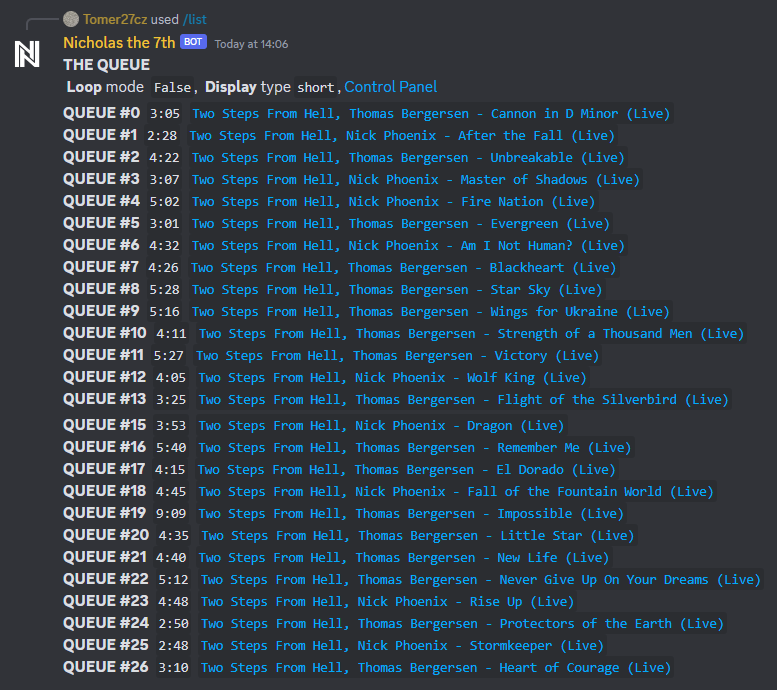 Tomer27cz used /list
Nicholas the 7th BOT Today at 14:06
THE QUEUE
Loop mode False, Display type short, Control Panel
QUEUE #0 3:05 Two Steps From Hell, Thomas Bergersen - Cannon in D Minor (Live)
QUEUE #1 2:28 Two Steps From Hell, Nick Phoenix - After the Fall (Live)
QUEUE #2 4:22 Two Steps From Hell, Thomas Bergersen - Unbreakable (Live)
QUEUE #3 3:07 Two Steps From Hell, Nick Phoenix - Master of Shadows (Live)
QUEUE #4 5:02 Two Steps From Hell, Nick Phoenix - Fire Nation (Live)
QUEUE #5 3:01 Two Steps From Hell, Thomas Bergersen - Evergreen (Live)
QUEUE #6 4:32 Two Steps From Hell, Nick Phoenix - Am I Not Human? (Live)
QUEUE #7 4:26 Two Steps From Hell, Thomas Bergersen - Blackheart (Live)
QUEUE #8 5:28 Two Steps From Hell, Thomas Bergersen - Star Sky (Live)
QUEUE #9 5:16 Two Steps From Hell, Thomas Bergersen - Wings for Ukraine (Live)
QUEUE #10 4:11 Two Steps From Hell, Thomas Bergersen - Strength of a Thousand Men (Live)
QUEUE #11 5:27 Two Steps From Hell, Thomas Bergersen - Victory (Live)
QUEUE #12 4:05 Two Steps From Hell, Nick Phoenix - Wolf King (Live)
QUEUE #13 3:25 Two Steps From Hell, Thomas Bergersen - Flight of the Silverbird (Live)
QUEUE #15 3:53 Two Steps From Hell, Nick Phoenix - Dragon (Live)
QUEUE #16 5:40 Two Steps From Hell, Thomas Bergersen - Remember Me (Live)
QUEUE #17 4:15 Two Steps From Hell, Thomas Bergersen - El Dorado (Live)
QUEUE #18 4:45 Two Steps From Hell, Nick Phoenix - Fall of the Fountain World (Live)
QUEUE #19 9:09 Two Steps From Hell, Thomas Bergersen - Impossible (Live)
QUEUE #20 4:35 Two Steps From Hell, Thomas Bergersen - Little Star (Live)
QUEUE #21 4:40 Two Steps From Hell, Thomas Bergersen - New Life (Live)
QUEUE #22 5:12 Two Steps From Hell, Thomas Bergersen - Never Give Up On Your Dreams (Live)
QUEUE #23 4:48 Two Steps From Hell, Nick Phoenix - Rise Up (Live)
QUEUE #24 2:50 Two Steps From Hell, Thomas Bergersen - Protectors of the Earth (Live)
QUEUE #25 2:48 Two Steps From Hell, Nick Phoenix - Stormkeeper (Live)
QUEUE #26 3:10 Two Steps From Hell, Thomas Bergersen - Heart of Courage (Live)